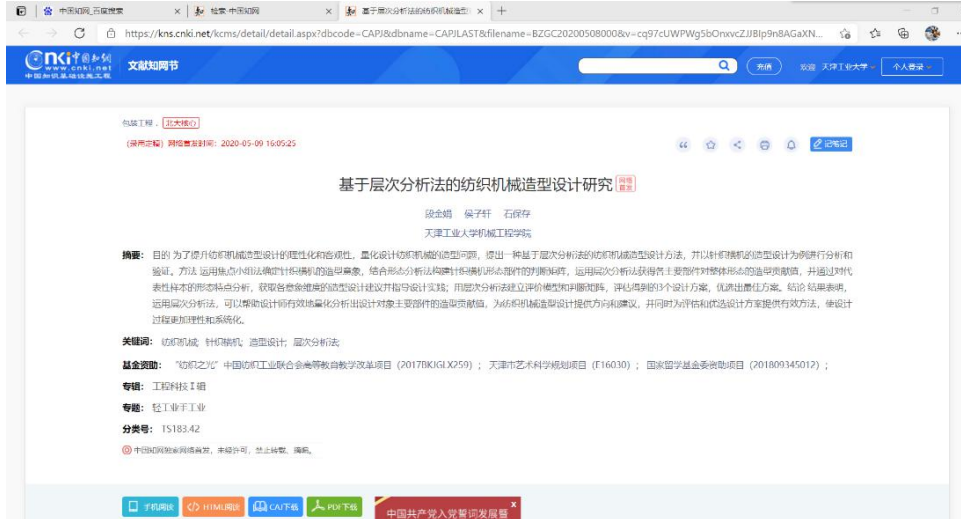 中国知网_百度搜索
检索-中国知网
基于层次分析法的纺织机械造型
https://kns.cnki.net/kcms/detail/detail.aspx?dbcode=CAPJ&dbname=CAPJLAST&filename=BZGC20200508000&v=cq97cUWPWg5bOnxvcZJJBIp9n8AGaXN...
CNKI中国知网
www.cnki.net
中国知识基础设施工程
文献知网节
充值
欢迎 天津工业大学
个人登录
包装工程 . 北大核心
(录用定稿) 网络首发时间: 2020-05-09 16:05:25
记笔记
基于层次分析法的纺织机械造型设计研究 网络首发
段金娟 侯子轩 石保存
天津工业大学机械工程学院
摘要: 目的 为了提升纺织机械造型设计的理性化和客观性, 量化设计纺织机械的造型问题, 提出一种基于层次分析法的纺织机械造型设计方法, 并以针织横机的造型设计为例进行分析和
验证。方法 运用焦点小组法确定针织横机的造型意象, 结合形态分析法构建针织横机形态部件的判断矩阵, 运用层次分析法获得各主要部件对整体形态的造型贡献值, 并通过对代
表性样本的形态特点分析, 获取各意象维度的造型设计建议并指导设计实践; 用层次分析法建立评价模型和判断矩阵, 评估得到的3个设计方案, 优选出最佳方案。结论 结果表明,
运用层次分析法, 可以帮助设计师有效地量化分析出设计对象主要部件的造型贡献值, 为纺织机械造型设计提供方向和建议, 并同时为评估和优选设计方案提供有效方法, 使设计
过程更加理性和系统化。
关键词: 纺织机械; 针织横机; 造型设计; 层次分析法;
基金资助: “纺织之光”中国纺织工业联合会高等教育教学改革项目 (2017BKJGLX259) ; 天津市艺术科学规划项目 (E16030) ; 国家留学基金委资助项目 (201809345012) ;
专辑: 工程科技Ⅰ辑
专题: 轻工业手工业
分类号: TS183.42
中国知网独家网络首发, 未经许可, 禁止转载、摘编。
手机阅读 HTML阅读 CAJ下载 PDF下载
中国共产党入党誓词发展暨